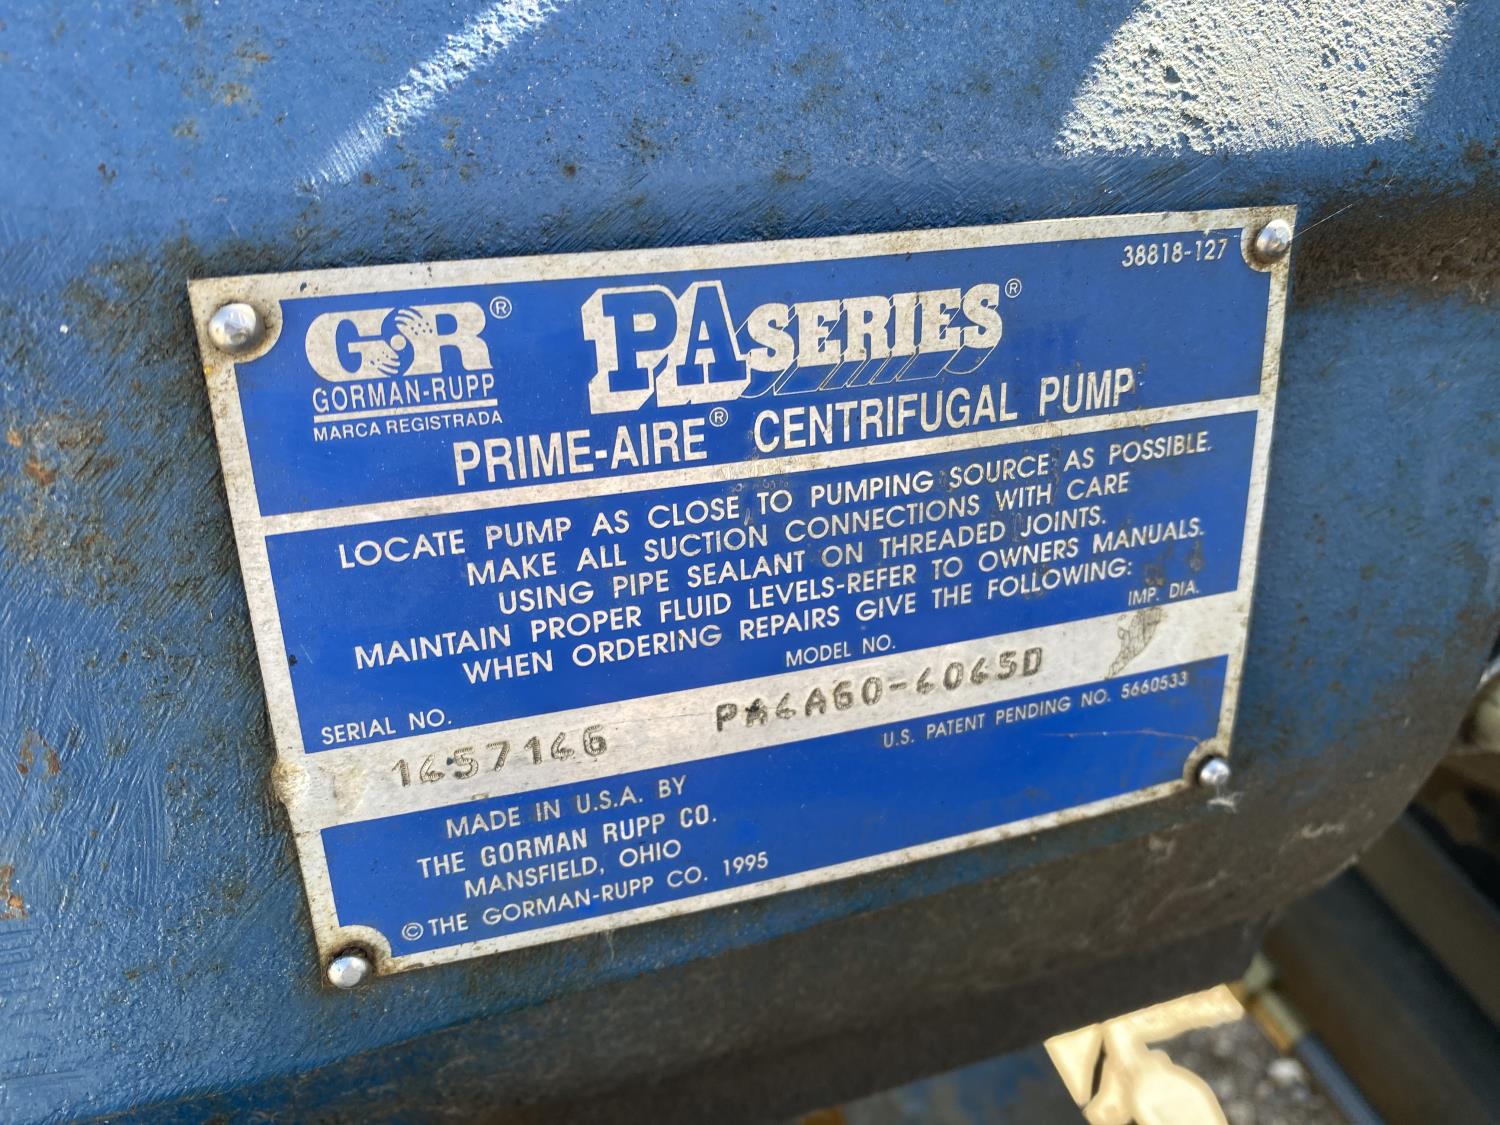 38818-127
G·R®
GORMAN-RUPP
MARCA REGISTRADA
PA SERIES®
PRIME-AIRE® CENTRIFUGAL PUMP
LOCATE PUMP AS CLOSE TO PUMPING SOURCE AS POSSIBLE.
MAKE ALL SUCTION CONNECTIONS WITH CARE
USING PIPE SEALANT ON THREADED JOINTS.
MAINTAIN PROPER FLUID LEVELS-REFER TO OWNERS MANUALS.
WHEN ORDERING REPAIRS GIVE THE FOLLOWING:
SERIAL NO. MODEL NO. IMP. DIA.
1457146 PA4A60-4045D
U.S. PATENT PENDING NO. 5660533
MADE IN U.S.A. BY
THE GORMAN RUPP CO.
MANSFIELD, OHIO
© THE GORMAN-RUPP CO. 1995